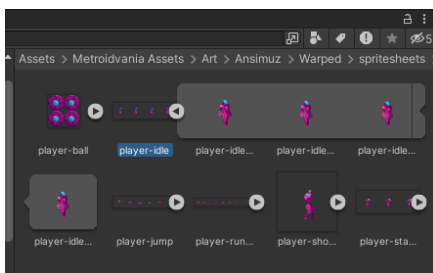 5
Assets > Metroidvania Assets > Art > Ansimuz > Warped > spritesheets >
player-ball player-idle player-idle... player-idle... player-idle...
player-idle... player-jump player-run... player-sho... player-sta...